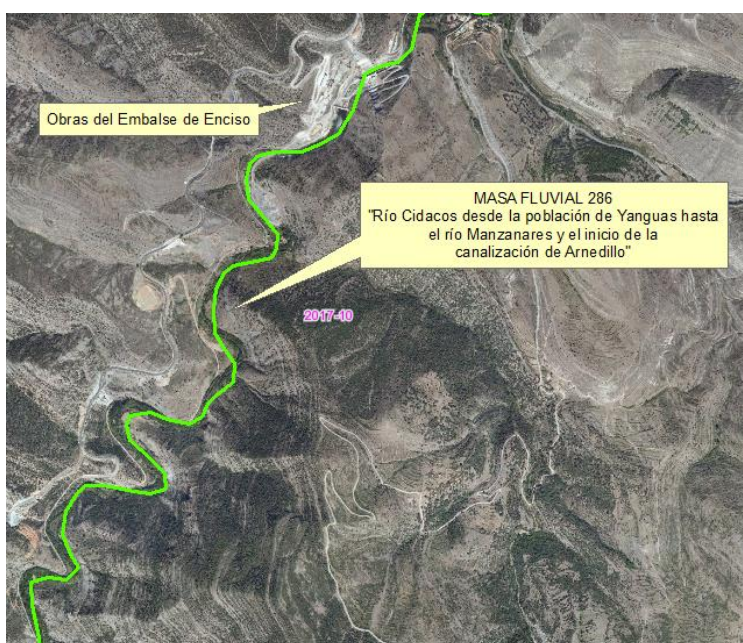 Obras del Embalse de Enciso
MASA FLUVIAL 286
"Río Cidacos desde la población de Yanguas hasta
el río Manzanares y el inicio de la
canalización de Arnedillo"
2017-10